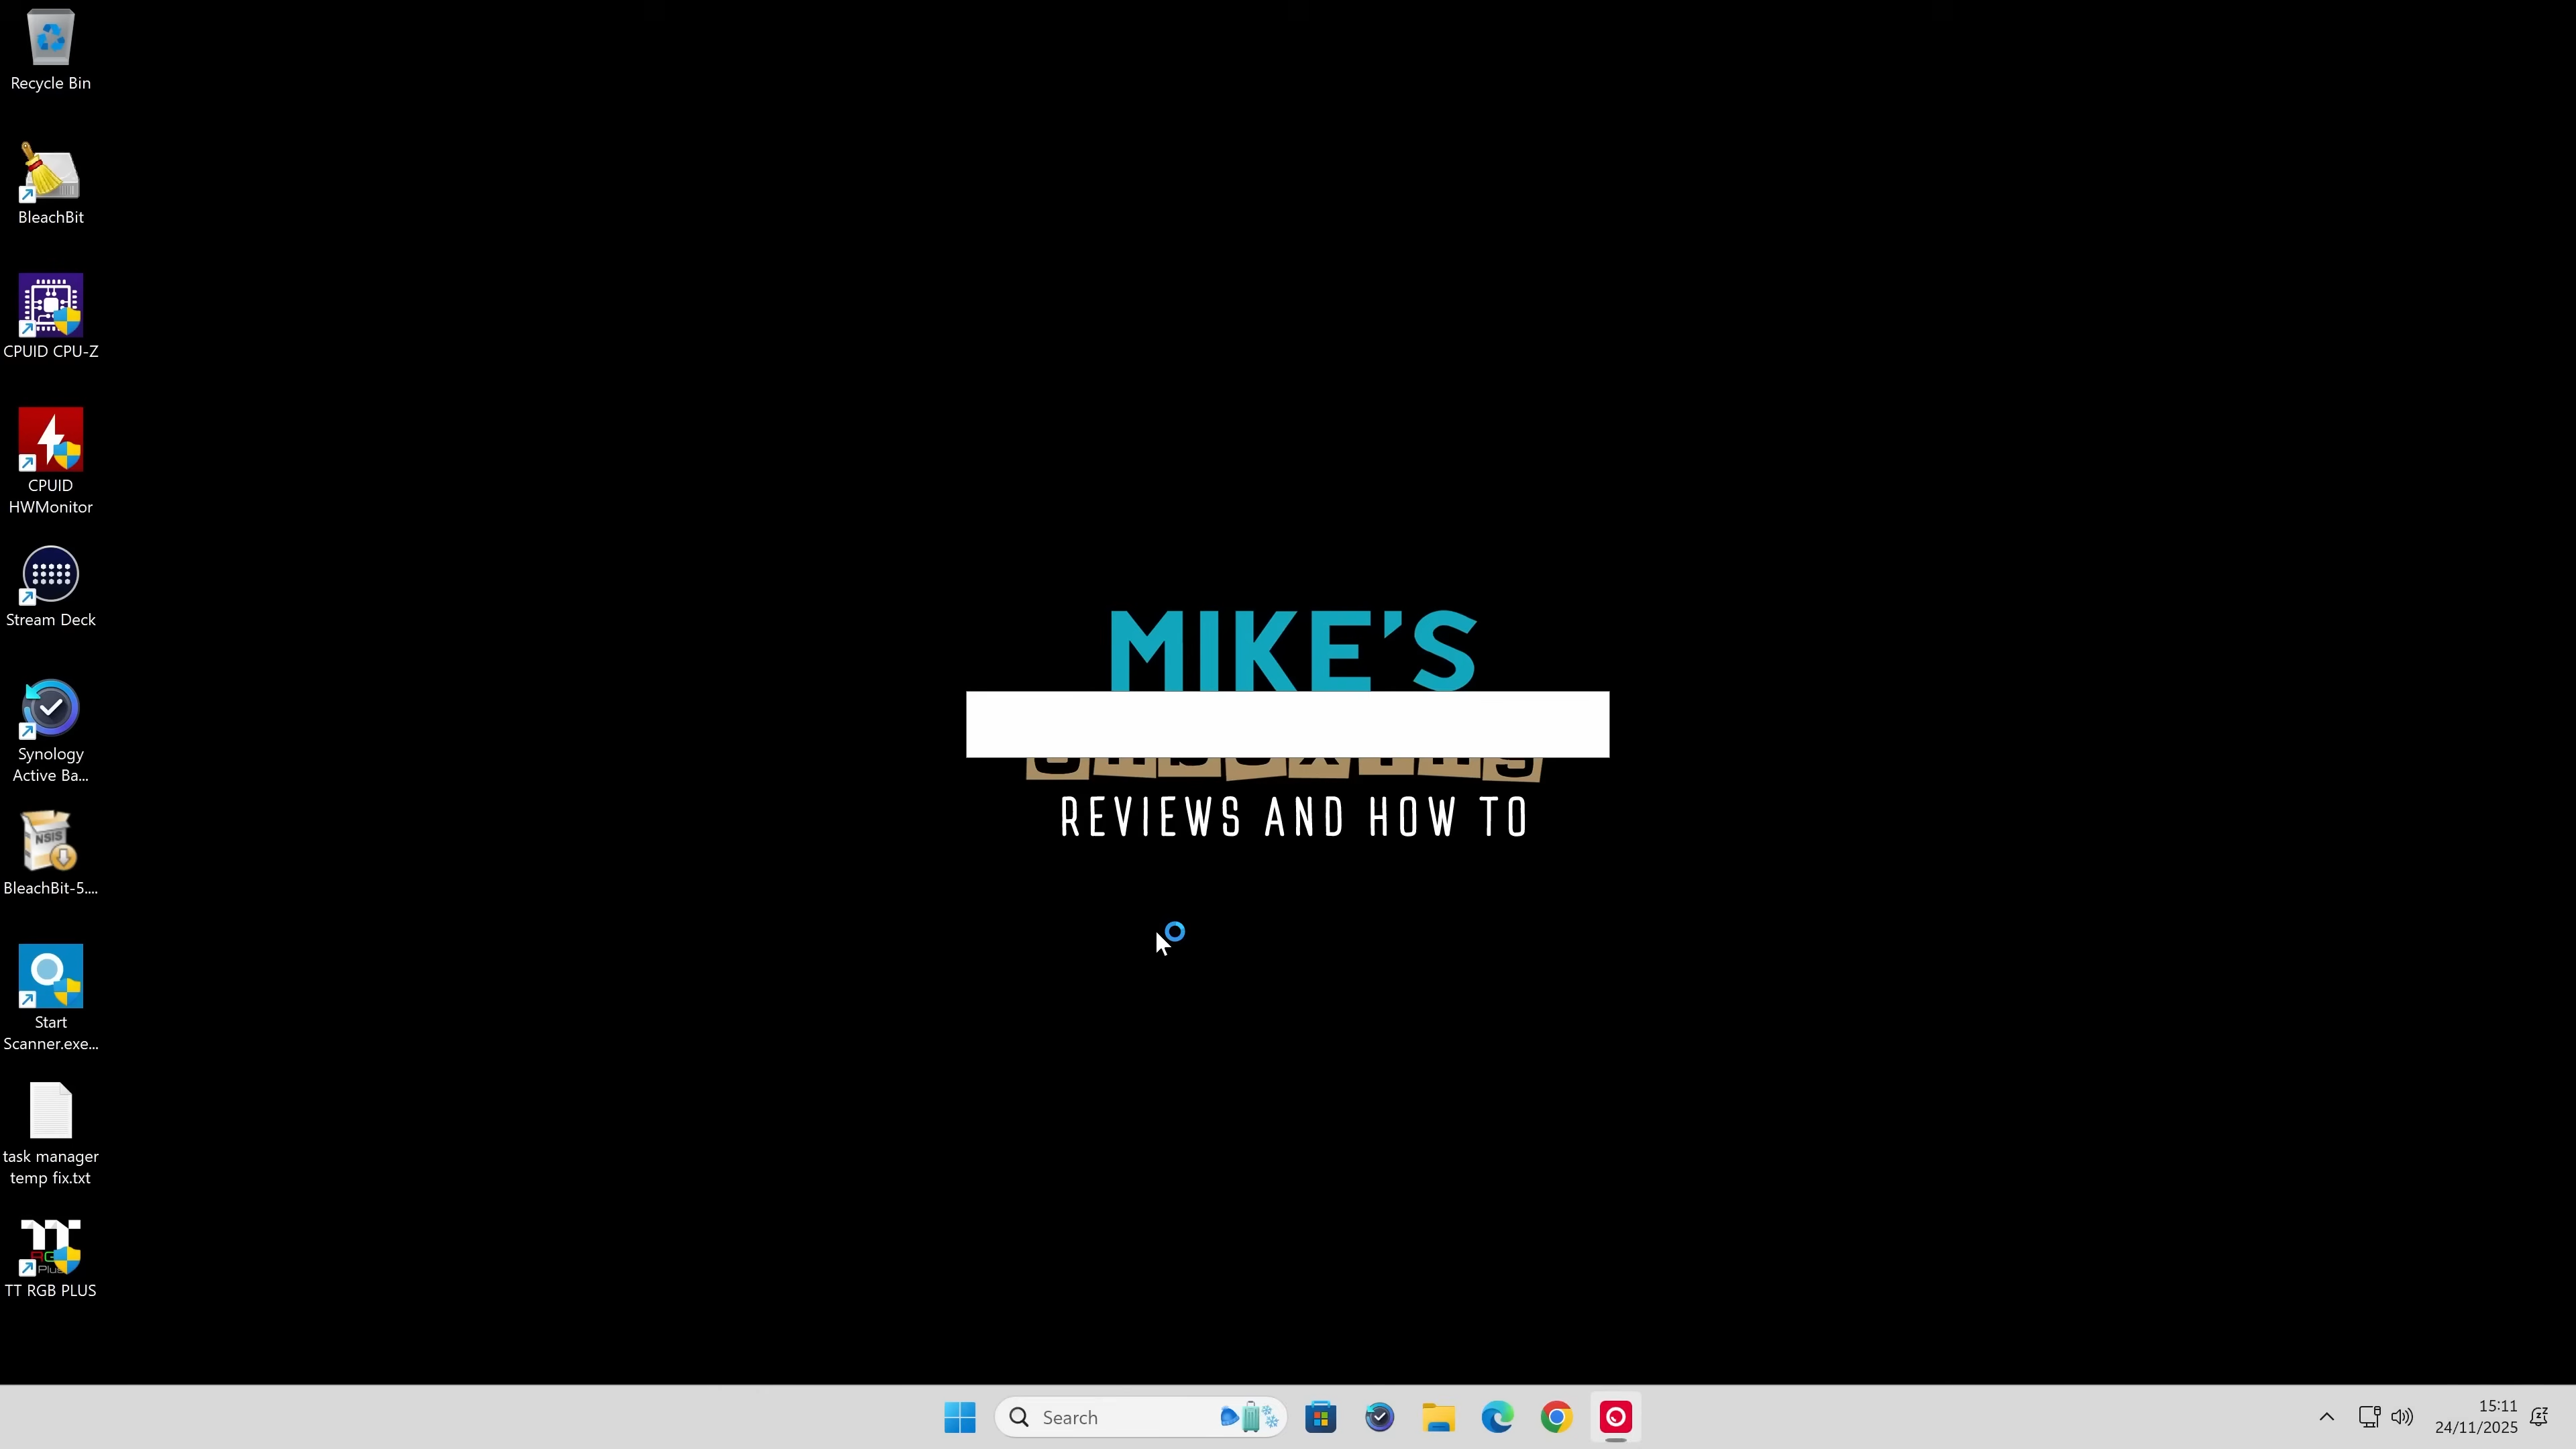 Recycle Bin
BleachBit
CPUID CPU-Z
CPUID
HWMonitor
Stream Deck
Synology
Active Ba...
NSIS
BleachBit-5....
Start
Scanner.exe...
task manager
temp fix.txt
TT RGB PLUS
MIKE'S
REVIEWS AND HOW TO
Search
15:11
24/11/2025